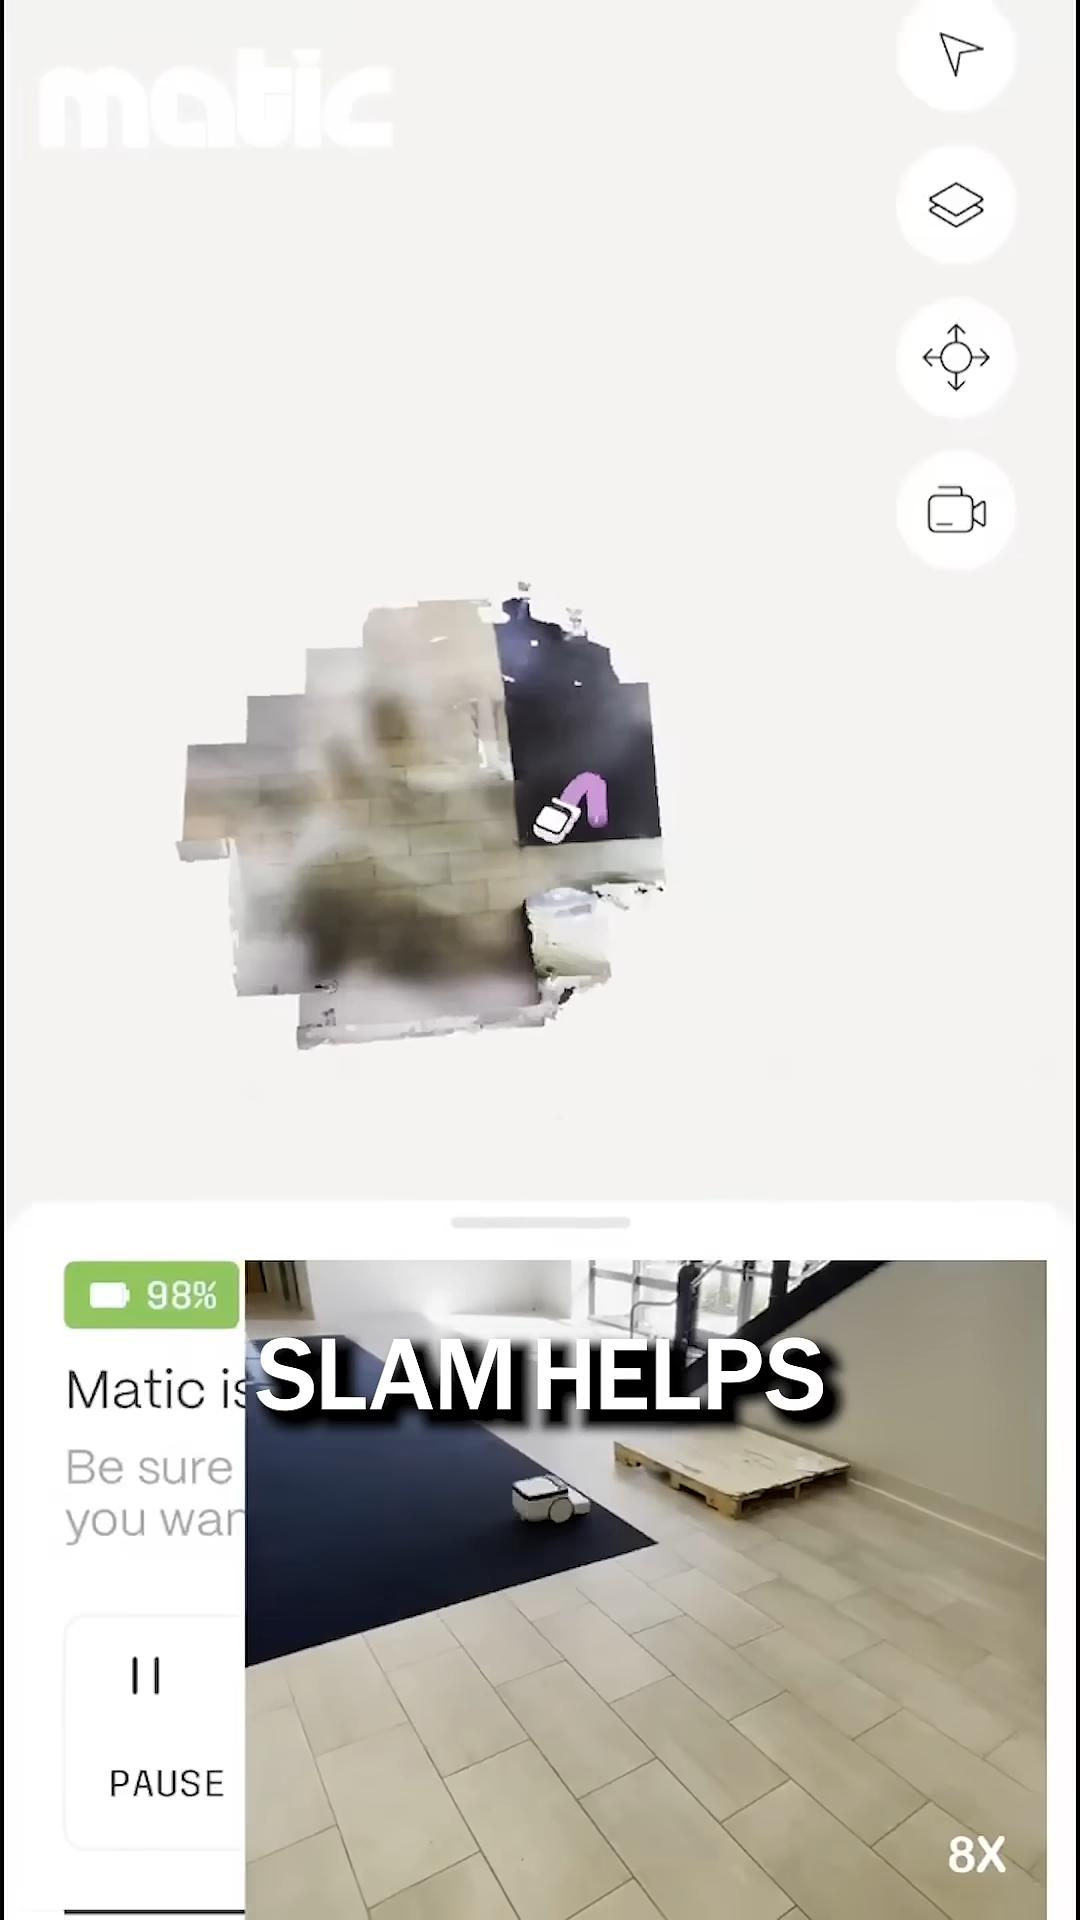 matic
98%
Matic is
SLAM HELPS
Be sure
you wan
PAUSE
8X